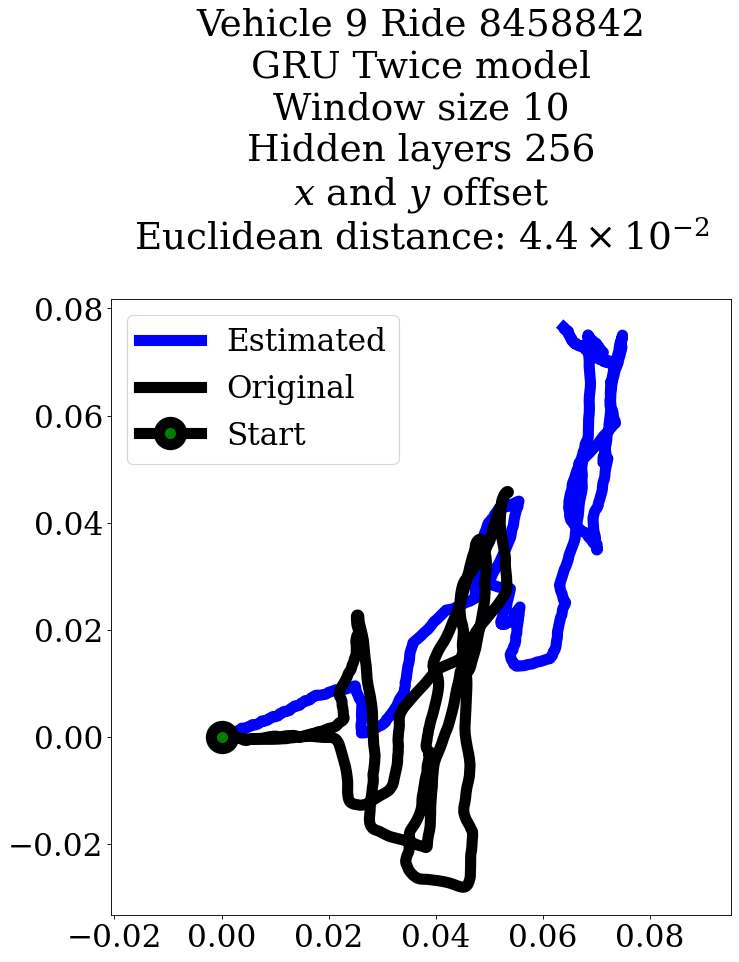 Vehicle 9 Ride 8458842
GRU Twice model
Window size 10
Hidden layers 256
x and y offset
Euclidean distance: 4.4 × 10⁻²
Estimated
Original
Start
0.08
0.06
0.04
0.02
0.00
−0.02
−0.02 0.00 0.02 0.04 0.06 0.08